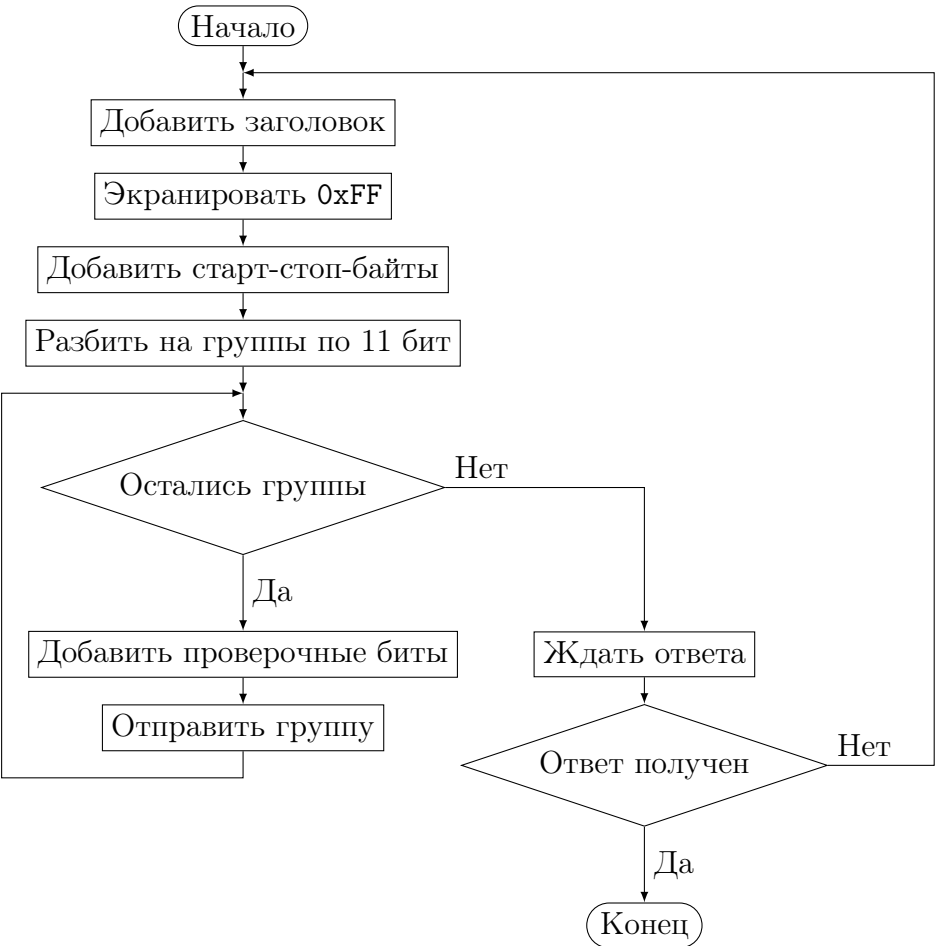 Начало
Добавить заголовок
Экранировать 0xFF
Добавить старт-стоп-байты
Разбить на группы по 11 бит
Остались группы
Нет
Да
Добавить проверочные биты
Ждать ответа
Отправить группу
Ответ получен
Нет
Да
Конец